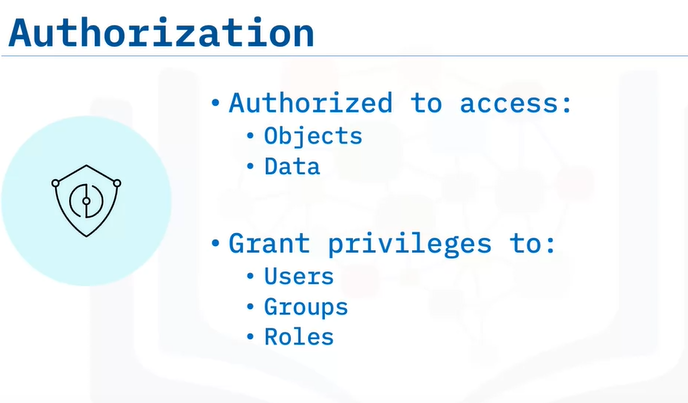 Authorization
• Authorized to access:
• Objects
• Data
• Grant privileges to:
• Users
• Groups
• Roles